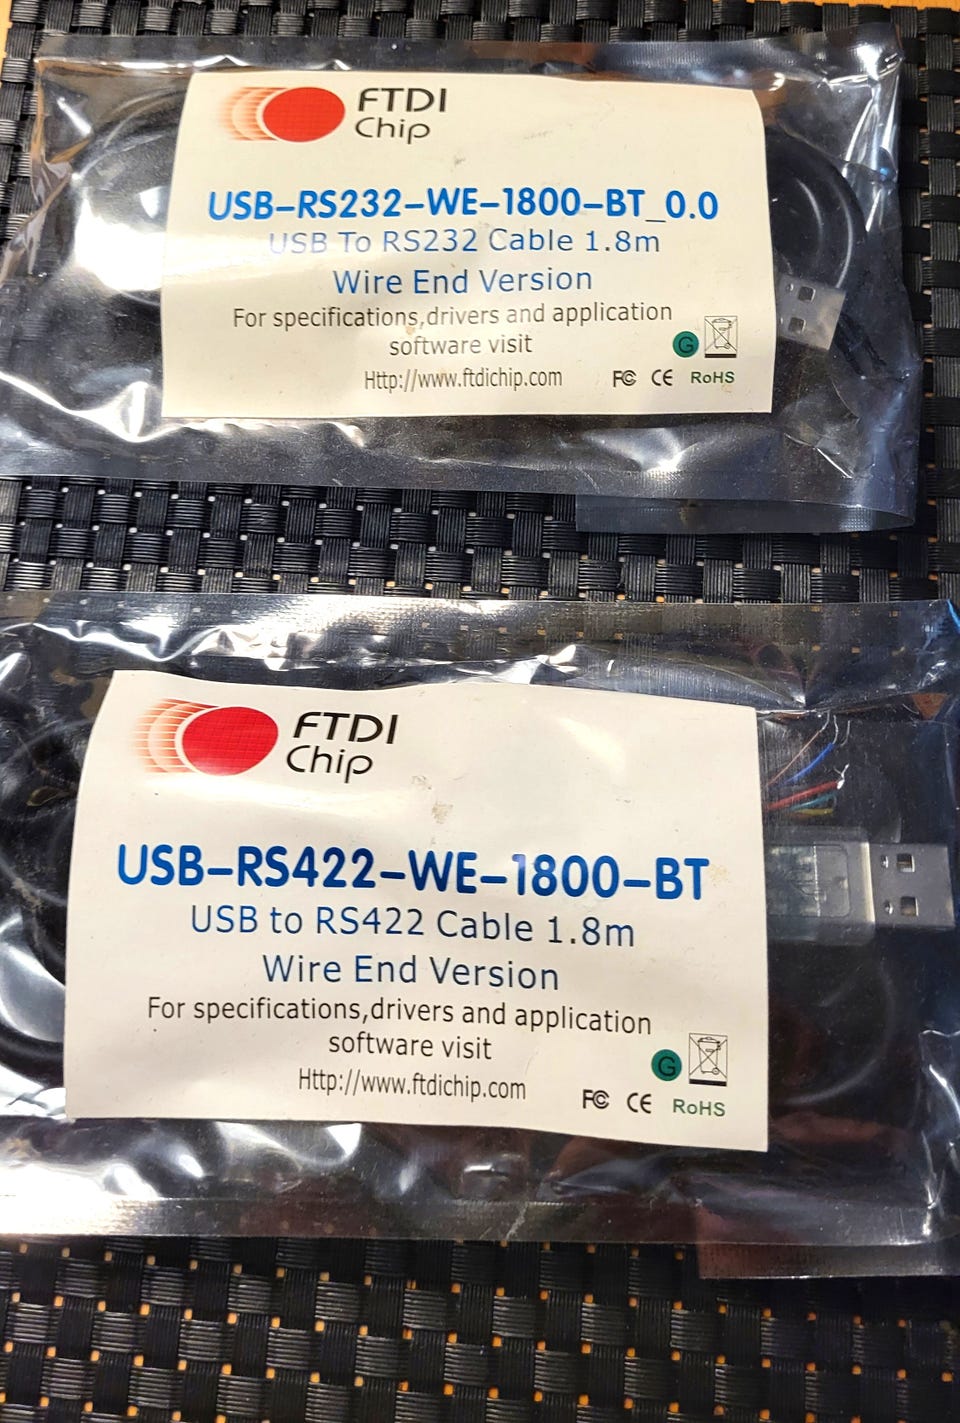 FTDI
Chip
USB-RS232-WE-1800-BT_0.0
USB To RS232 Cable 1.8m
Wire End Version
For specifications,drivers and application
software visit
G
Http://www.ftdichip.com
FC CE RoHS
FTDI
Chip
USB-RS422-WE-1800-BT
USB to RS422 Cable 1.8m
Wire End Version
For specifications,drivers and application
software visit
G
Http://www.ftdichip.com
FC CE RoHS